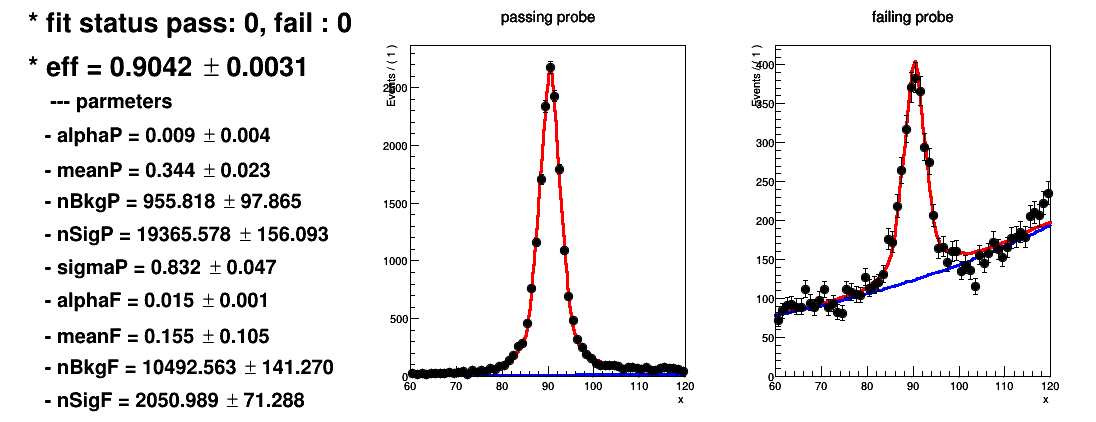 * fit status pass: 0, fail : 0
* eff = 0.9042 ± 0.0031
--- parmeters
- alphaP = 0.009 ± 0.004
- meanP = 0.344 ± 0.023
- nBkgP = 955.818 ± 97.865
- nSigP = 19365.578 ± 156.093
- sigmaP = 0.832 ± 0.047
- alphaF = 0.015 ± 0.001
- meanF = 0.155 ± 0.105
- nBkgF = 10492.563 ± 141.270
- nSigF = 2050.989 ± 71.288
passing probe
Events / ( 1 )
2500
2000
1500
1000
500
0
60 70 80 90 100 110 120
x
failing probe
Events / ( 1 )
400
350
300
250
200
150
100
50
0
60 70 80 90 100 110 120
x